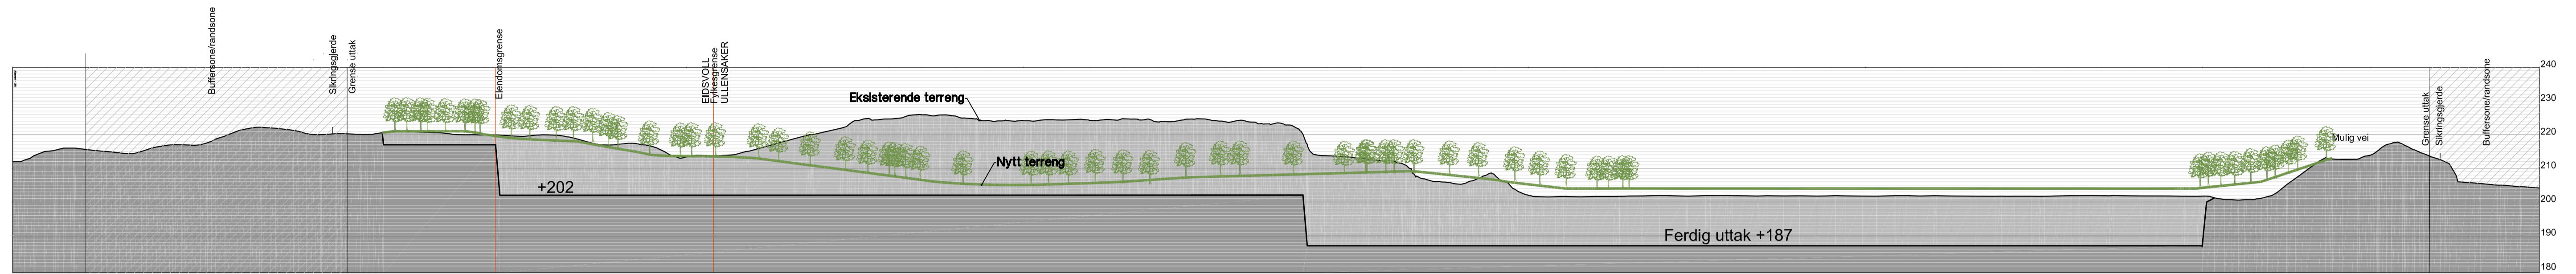 Buffersone/randsone
Sikringsgjerde
Grense uttak
Eiendomsgrense
EIDSVOLL
Fylkesgrense
ULLENSAKER
Eksisterende terreng
Nytt terreng
+202
Ferdig uttak +187
Mulig vei
Grense uttak
Sikringsgjerde
Buffersone/randsone
240
230
220
210
200
190
180